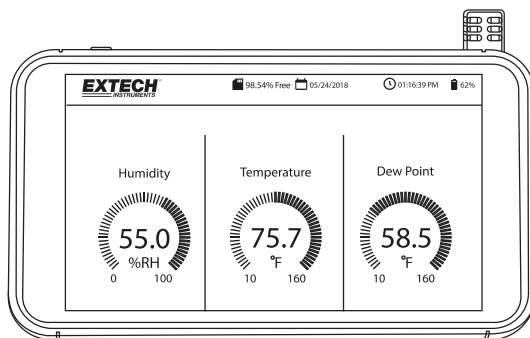 EXTECH®
INSTRUMENTS
98.54% Free 05/24/2018 01:16:39 PM 62%
Humidity Temperature Dew Point
55.0 75.7 58.5
%RH °F °F
0 100 10 160 10 160